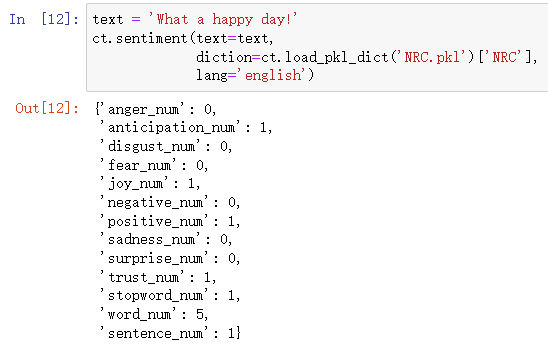 In [12]: text = 'What a happy day!'
ct.sentiment(text=text,
diction=ct.load_pkl_dict('NRC.pkl')['NRC'],
lang='english')
Out[12]: {'anger_num': 0,
'anticipation_num': 1,
'disgust_num': 0,
'fear_num': 0,
'joy_num': 1,
'negative_num': 0,
'positive_num': 1,
'sadness_num': 0,
'surprise_num': 0,
'trust_num': 1,
'stopword_num': 1,
'word_num': 5,
'sentence_num': 1}